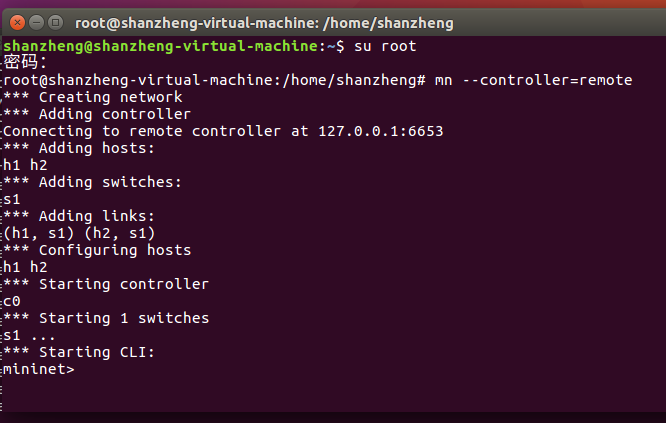 root@shanzheng-virtual-machine: /home/shanzheng
shanzheng@shanzheng-virtual-machine:~$ su root
密码：
root@shanzheng-virtual-machine:/home/shanzheng# mn --controller=remote
*** Creating network
*** Adding controller
Connecting to remote controller at 127.0.0.1:6653
*** Adding hosts:
h1 h2
*** Adding switches:
s1
*** Adding links:
(h1, s1) (h2, s1)
*** Configuring hosts
h1 h2
*** Starting controller
c0
*** Starting 1 switches
s1 ...
*** Starting CLI:
mininet>